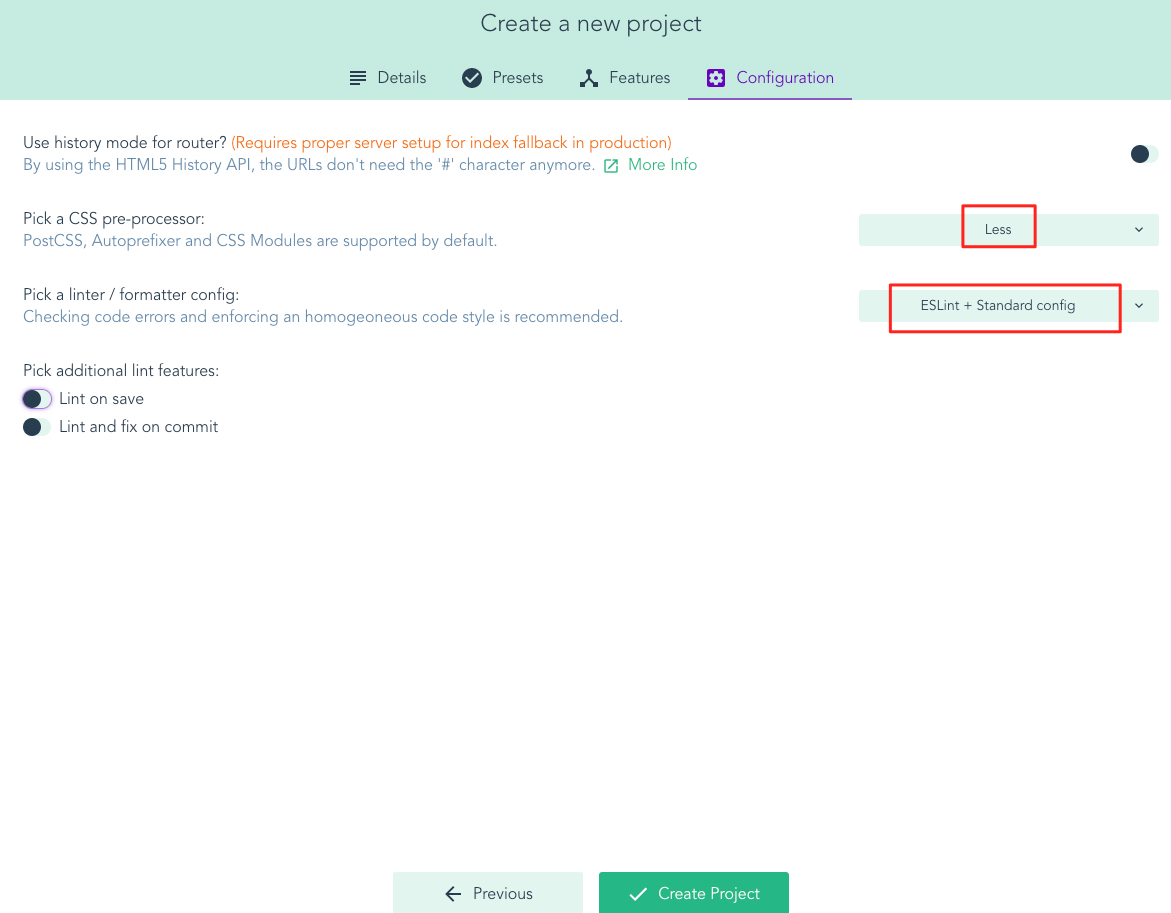 Create a new project
Details
Presets
Features
Configuration
Use history mode for router? (Requires proper server setup for index fallback in production)
By using the HTML5 History API, the URLs don't need the '#' character anymore. More Info
Pick a CSS pre-processor:
PostCSS, Autoprefixer and CSS Modules are supported by default.
Less
Pick a linter / formatter config:
Checking code errors and enforcing an homogeoneous code style is recommended.
ESLint + Standard config
Pick additional lint features:
Lint on save
Lint and fix on commit
Previous
Create Project